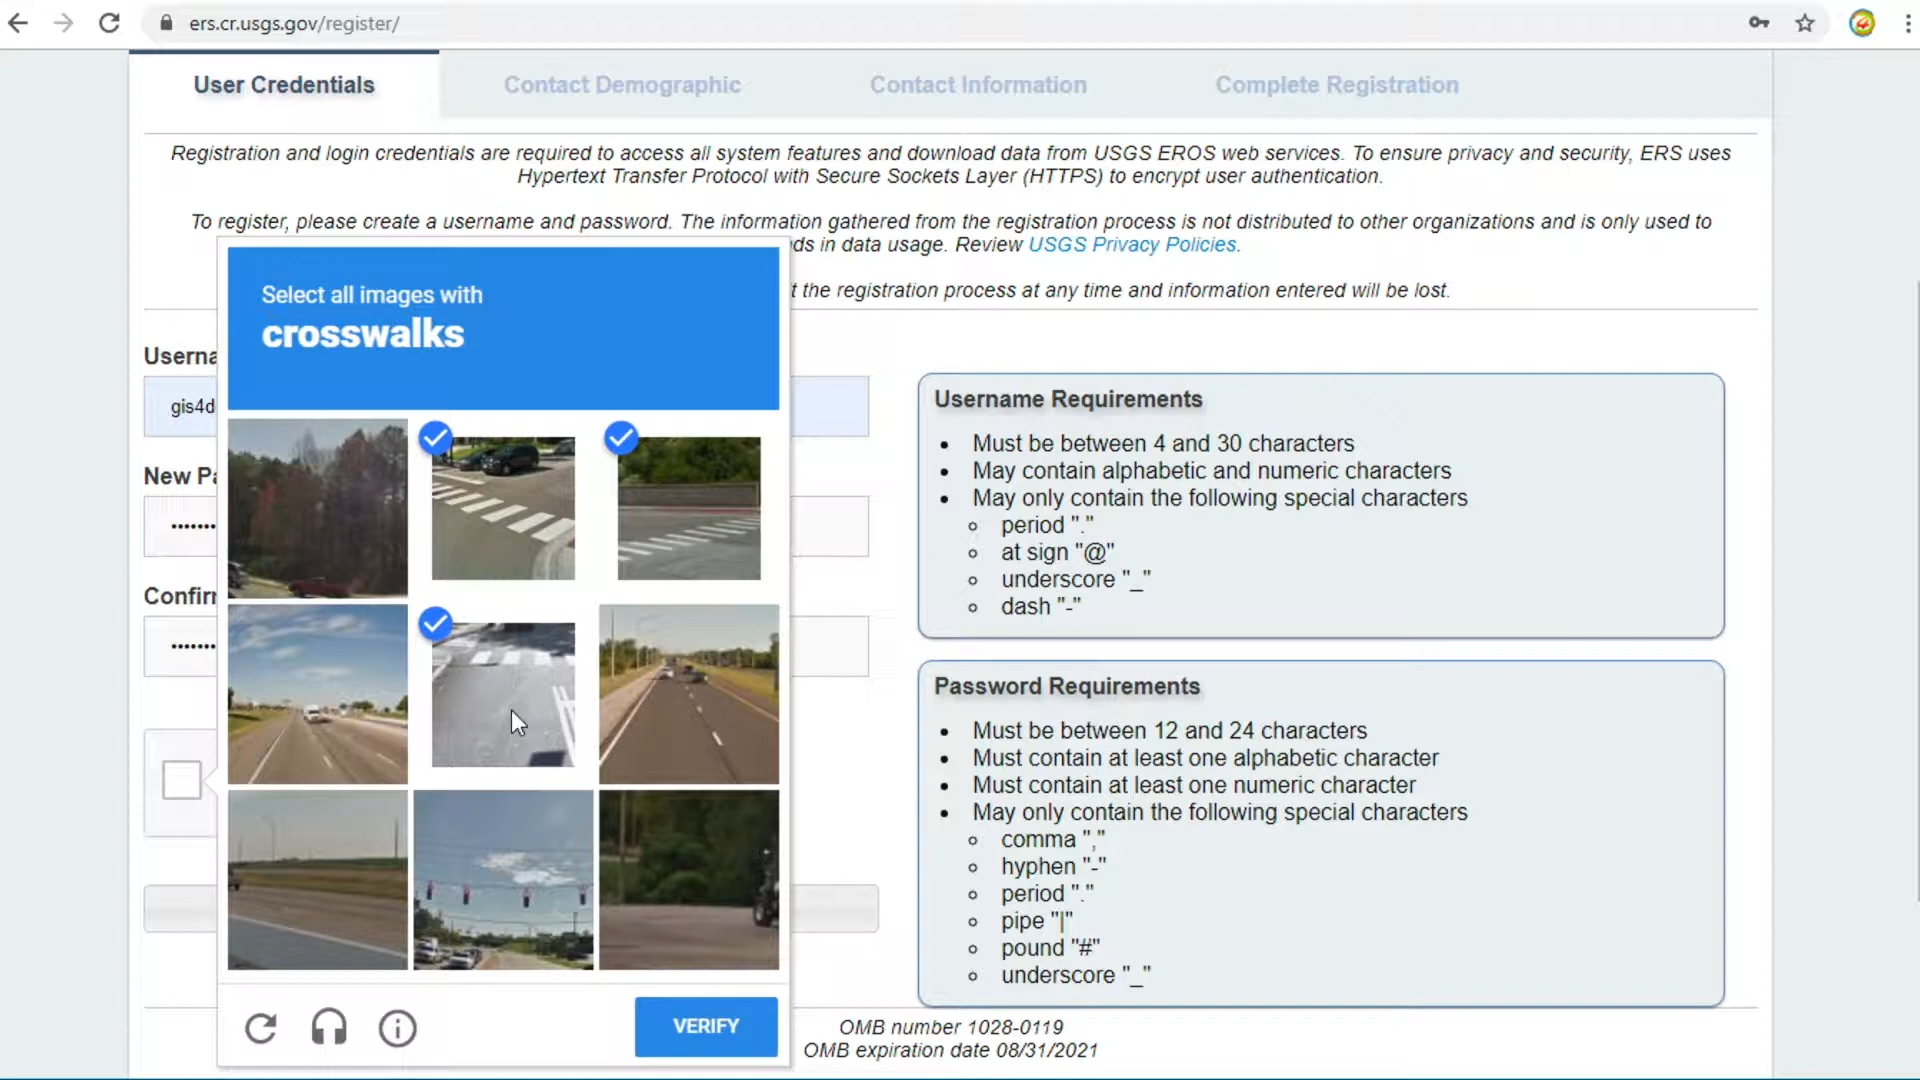 ers.cr.usgs.gov/register/
User Credentials
Contact Demographic
Contact Information
Complete Registration
Registration and login credentials are required to access all system features and download data from USGS EROS web services. To ensure privacy and security, ERS uses
Hypertext Transfer Protocol with Secure Sockets Layer (HTTPS) to encrypt user authentication.
To register, please create a username and password. The information gathered from the registration process is not distributed to other organizations and is only used to
ds in data usage. Review USGS Privacy Policies.
t the registration process at any time and information entered will be lost.
Select all images with
crosswalks
Userna
gis4d
New Pa
Confir
VERIFY
Username Requirements
Must be between 4 and 30 characters
May contain alphabetic and numeric characters
May only contain the following special characters
period "."
at sign "@"
underscore "_"
dash "-"
Password Requirements
Must be between 12 and 24 characters
Must contain at least one alphabetic character
Must contain at least one numeric character
May only contain the following special characters
comma ","
hyphen "-"
period "."
pipe "|"
pound "#"
underscore "_"
OMB number 1028-0119
OMB expiration date 08/31/2021